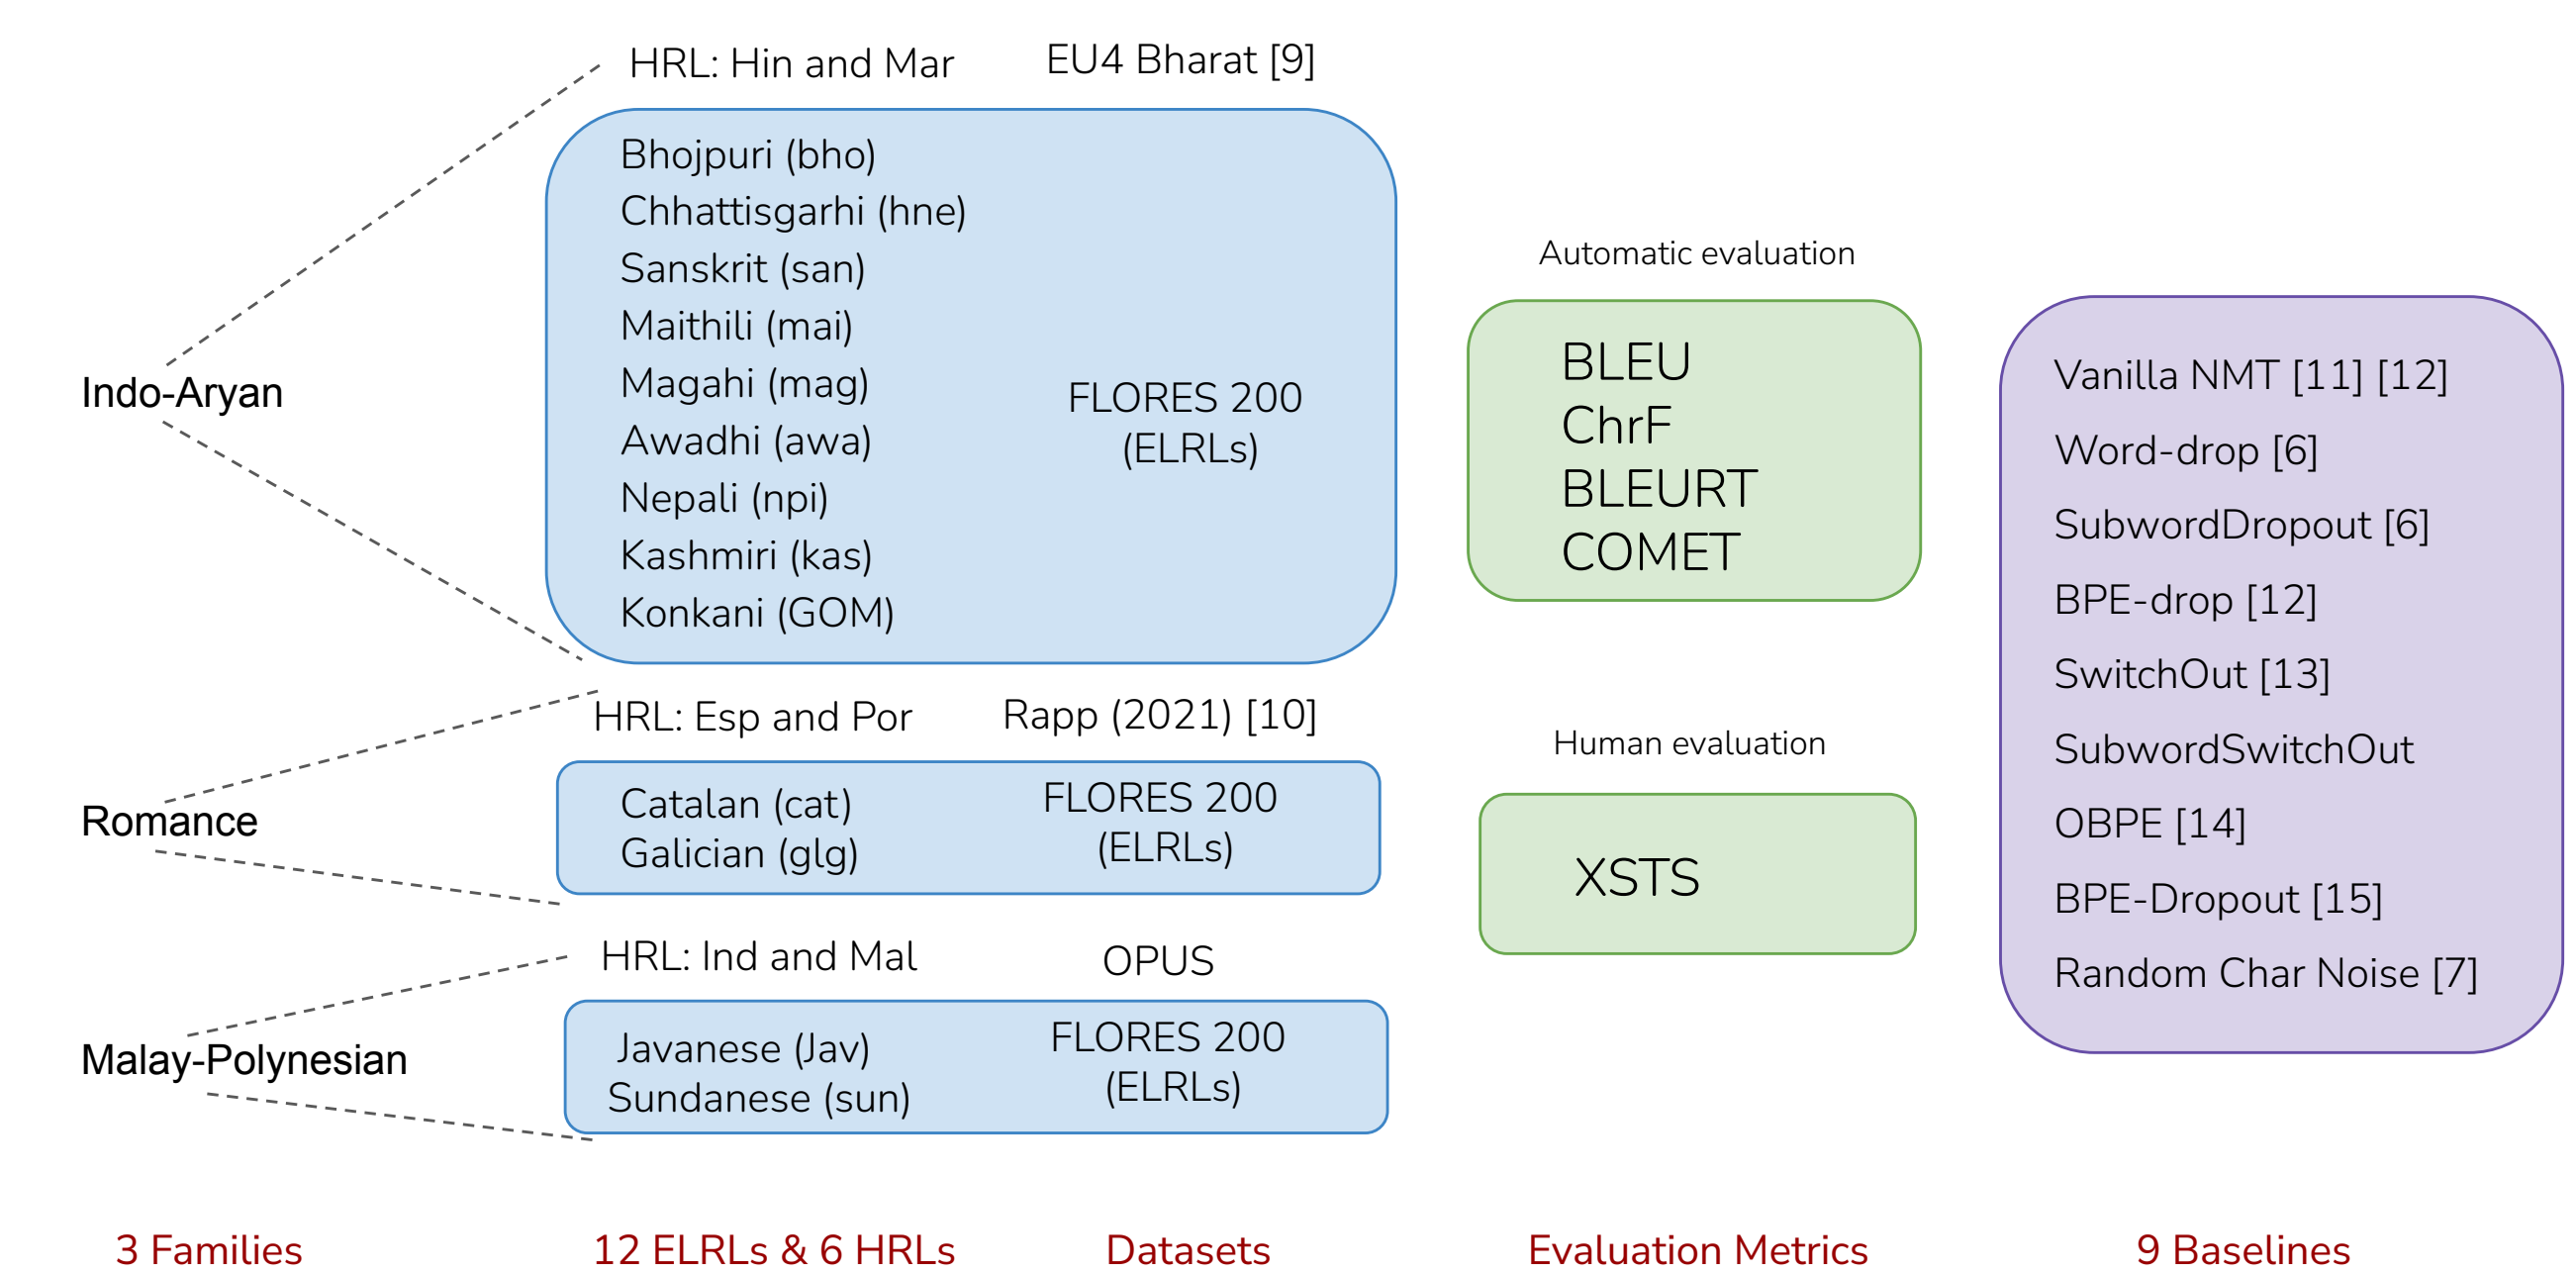 HRL: Hin and Mar
EU4 Bharat [9]
Indo-Aryan
Bhojpuri (bho)
Chhattisgarhi (hne)
Sanskrit (san)
Maithili (mai)
Magahi (mag)
Awadhi (awa)
Nepali (npi)
Kashmiri (kas)
Konkani (GOM)
FLORES 200
(ELRLs)
Romance
HRL: Esp and Por
Rapp (2021) [10]
Catalan (cat)
Galician (glg)
FLORES 200
(ELRLs)
Malay-Polynesian
HRL: Ind and Mal
OPUS
Javanese (Jav)
Sundanese (sun)
FLORES 200
(ELRLs)
Automatic evaluation
BLEU
ChrF
BLEURT
COMET
Human evaluation
XSTS
Vanilla NMT [11] [12]
Word-drop [6]
SubwordDropout [6]
BPE-drop [12]
SwitchOut [13]
SubwordSwitchOut
OBPE [14]
BPE-Dropout [15]
Random Char Noise [7]
3 Families
12 ELRLs & 6 HRLs
Datasets
Evaluation Metrics
9 Baselines